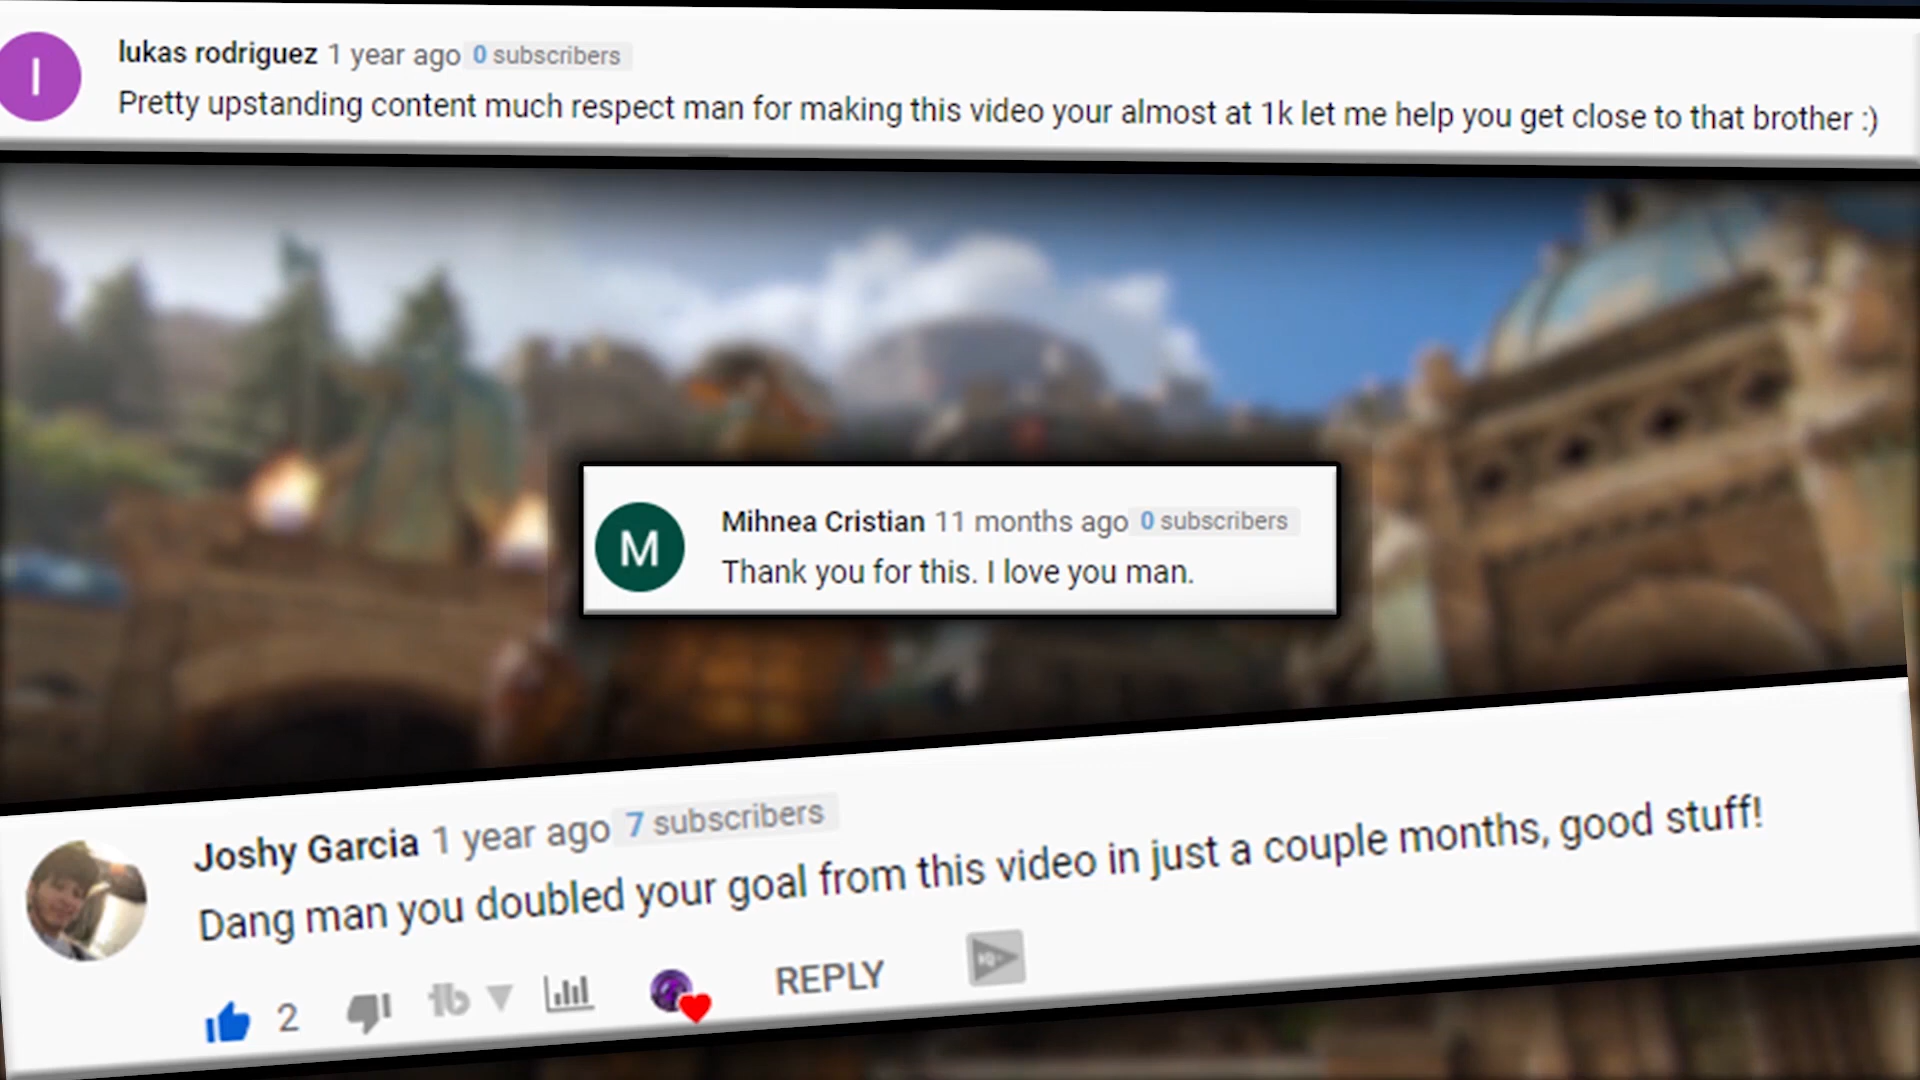 l
lukas rodriguez 1 year ago 0 subscribers
Pretty upstanding content much respect man for making this video your almost at 1k let me help you get close to that brother :)
M
Mihnea Cristian 11 months ago 0 subscribers
Thank you for this. I love you man.
Joshy Garcia 1 year ago 7 subscribers
Dang man you doubled your goal from this video in just a couple months, good stuff!
2 tb REPLY